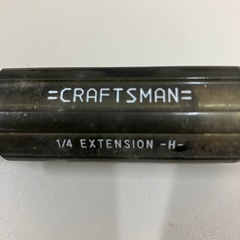 =CRAFTSMAN=
1/4 EXTENSION -H-